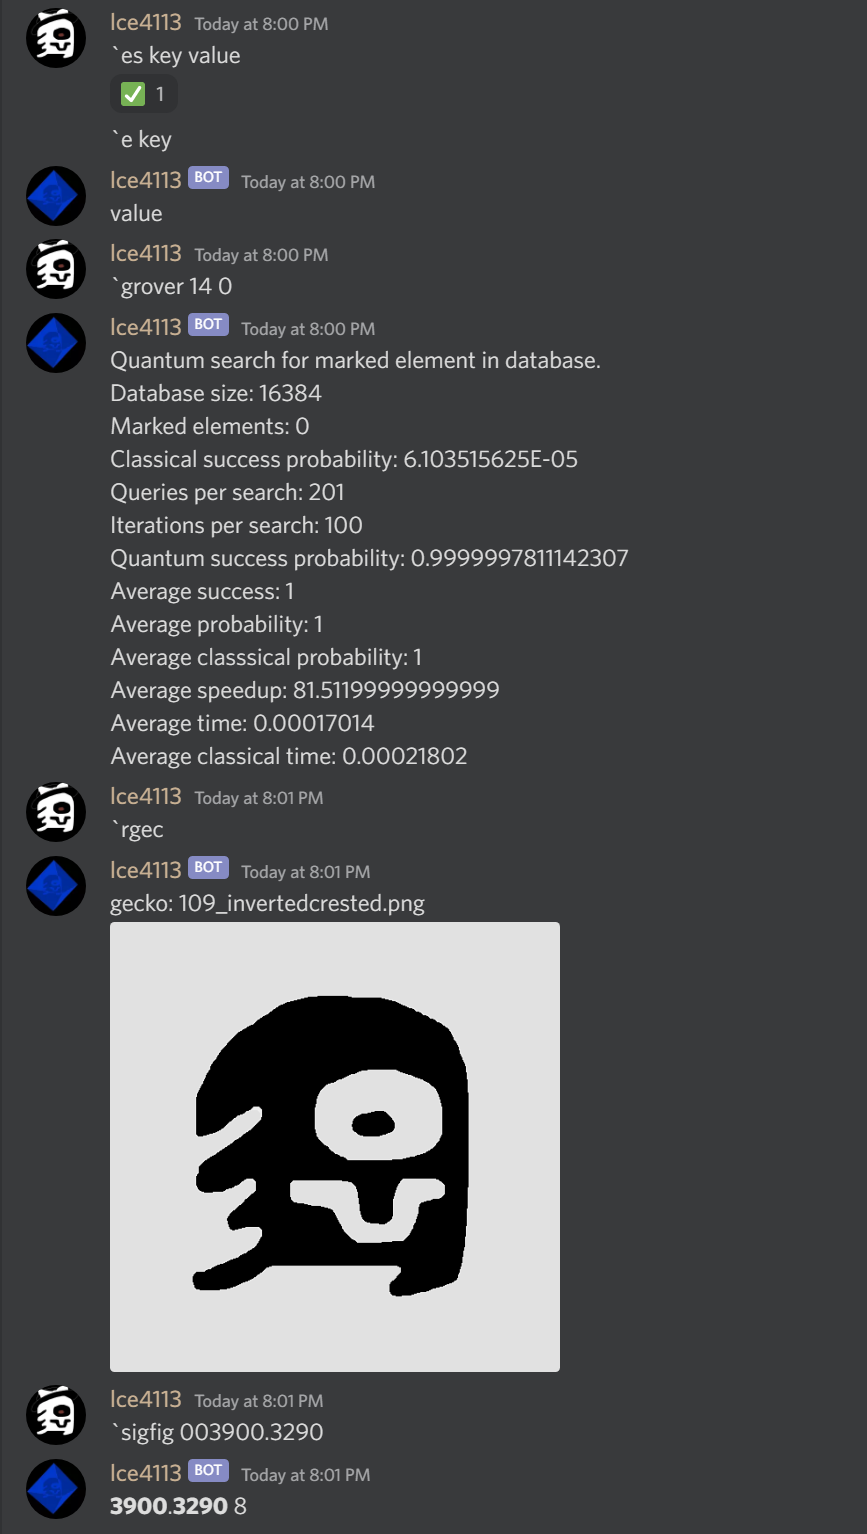 Ice4113 Today at 8:00 PM
`es key value
✅ 1
`e key
Ice4113 BOT Today at 8:00 PM
value
Ice4113 Today at 8:00 PM
`grover 14 0
Ice4113 BOT Today at 8:00 PM
Quantum search for marked element in database.
Database size: 16384
Marked elements: 0
Classical success probability: 6.103515625E-05
Queries per search: 201
Iterations per search: 100
Quantum success probability: 0.9999997811142307
Average success: 1
Average probability: 1
Average classsical probability: 1
Average speedup: 81.51199999999999
Average time: 0.00017014
Average classical time: 0.00021802
Ice4113 Today at 8:01 PM
`rgec
Ice4113 BOT Today at 8:01 PM
gecko: 109_invertedcrested.png
Ice4113 Today at 8:01 PM
`sigfig 003900.3290
Ice4113 BOT Today at 8:01 PM
3900.3290 8